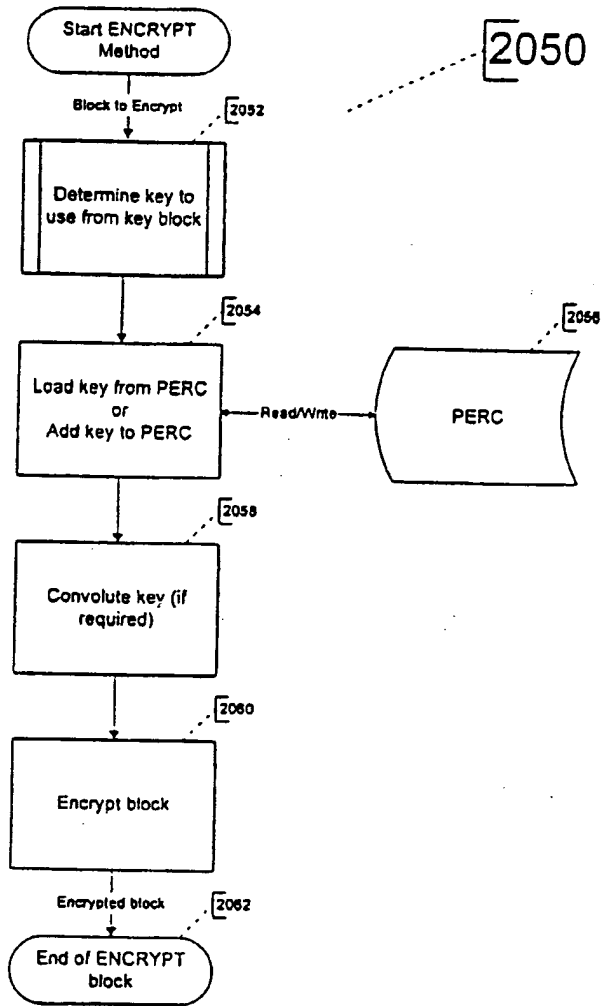 Start ENCRYPT
Method
2050
Block to Encrypt
2052
Determine key to
use from key block
2054
2056
Load key from PERC
or
Add key to PERC
Read/Write
PERC
2058
Convolute key (if
required)
2060
Encrypt block
Encrypted block
2062
End of ENCRYPT
block